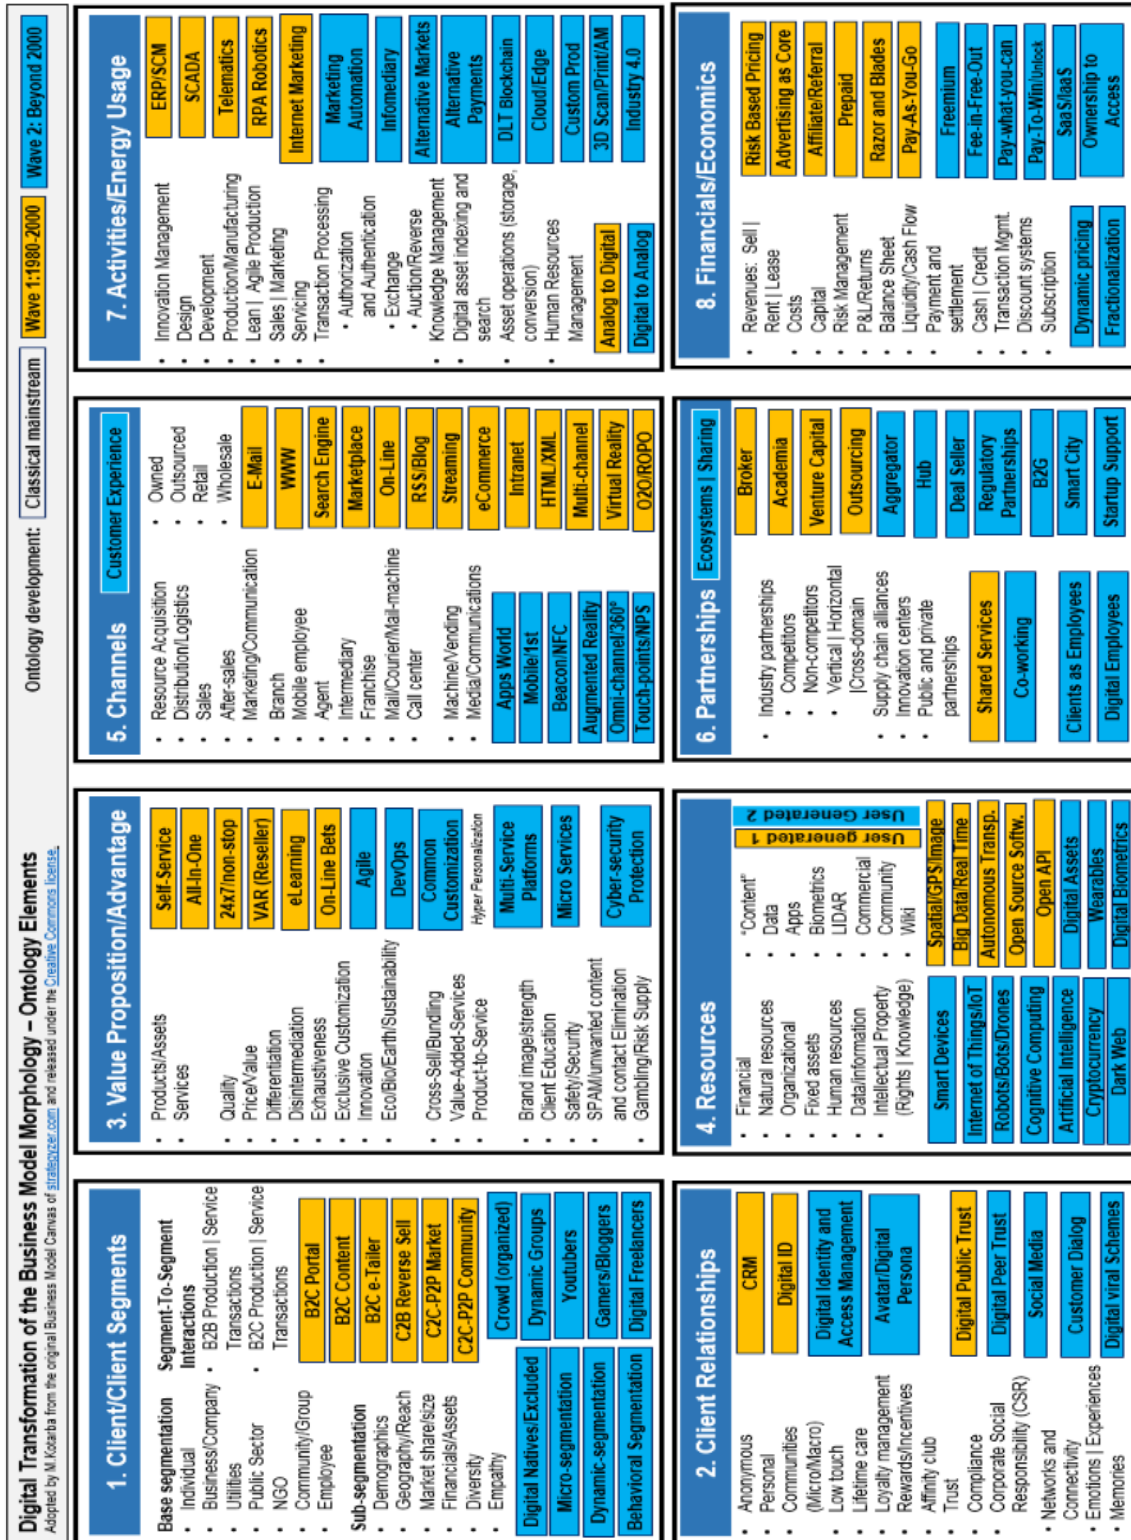 Digital Transformation of the Business Model Morphology – Ontology Elements
Adopted by M.Kotarba from the original Business Model Canvas of strategyzer.com and released under the Creative Commons license.
Ontology development:
Classical mainstream
Wave 1:1980-2000
Wave 2: Beyond 2000
1. Client/Client Segments
Base segmentation
• Individual
• Business/Company
• Utilities
• Public Sector
• NGO
• Community/Group
• Employee
Sub-segmentation
• Demographics
• Geography/Reach
• Market share/size
• Financials/Assets
• Diversity
• Empathy
Segment-To-Segment
Interactions
• B2B Production | Service
Transactions
• B2C Production | Service
Transactions
B2C Portal
B2C Content
B2C e-Tailer
C2B Reverse Sell
C2C-P2P Market
C2C-P2P Community
Crowd (organized)
Dynamic Groups
Youtubers
Gamers/Bloggers
Digital Freelancers
Digital Natives/Excluded
Micro-segmentation
Dynamic-segmentation
Behavioral Segmentation
3. Value Proposition/Advantage
• Products/Assets
• Services
• Quality
• Price/Value
• Differentiation
• Disintermediation
• Exhaustiveness
• Exclusive Customization
• Innovation
• Eco/Bio/Earth/Sustainability
• Cross-Sell/Bundling
• Value-Added-Services
• Product-to-Service
• Brand image/strength
• Client Education
• Safety/Security
• SPAM/unwanted content
and contact Elimination
• Gambling/Risk Supply
Self-Service
All-In-One
24x7/non-stop
VAR (Reseller)
eLearning
On-Line Bets
Agile
DevOps
Common
Customization
Hyper Personalization
Multi-Service
Platforms
Micro Services
Cyber-security
Protection
5. Channels
Customer Experience
• Resource Acquisition
• Distribution/Logistics
• Sales
• After-sales
• Marketing/Communication
• Branch
• Mobile employee
• Agent
• Intermediary
• Franchise
• Mail/Courier/Mail-machine
• Call center
• Machine/Vending
• Media/Communications
• Owned
• Outsourced
• Retail
• Wholesale
E-Mail
WWW
Search Engine
Marketplace
On-Line
RSS/Blog
Streaming
eCommerce
Intranet
HTML/XML
Multi-channel
Virtual Reality
O2O/ROPO
Apps World
Mobile/1st
Beacon/NFC
Augmented Reality
Omni-channel/360º
Touch-points/NPS
7. Activities/Energy Usage
• Innovation Management
• Design
• Development
• Production/Manufacturing
• Lean | Agile Production
• Sales | Marketing
• Servicing
• Transaction Processing
• Authorization
and Authentication
• Exchange
• Auction/Reverse
• Knowledge Management
• Digital asset indexing and
search
• Asset operations (storage,
conversion)
• Human Resources
Management
ERP/SCM
SCADA
Telematics
RPA Robotics
Internet Marketing
Marketing
Automation
Infomediary
Alternative Markets
Alternative
Payments
DLT Blockchain
Cloud/Edge
Custom Prod
3D Scan/Print/AM
Industry 4.0
Analog to Digital
Digital to Analog
2. Client Relationships
• Anonymous
• Personal
• Communities
(Micro/Macro)
• Low touch
• Lifetime care
• Loyalty management
• Rewards/Incentives
• Affinity club
• Trust
• Compliance
• Corporate Social
Responsibility (CSR)
• Networks and
Connectivity
• Emotions | Experiences
• Memories
CRM
Digital ID
Digital Identity and
Access Management
Avatar/Digital
Persona
Digital Public Trust
Digital Peer Trust
Social Media
Customer Dialog
Digital viral Schemes
4. Resources
• Financial
• Natural resources
• Organizational
• Fixed assets
• Human resources
• Data/Information
• Intellectual Property
(Rights | Knowledge)
• "Content"
• Data
• Apps
• Biometrics
• LIDAR
• Commercial
• Community
• Wiki
User generated 1
User Generated 2
Spatial/GPS/Image
Big Data/Real Time
Autonomous Transp.
Open Source Softw.
Open API
Digital Assets
Wearables
Digital Biometrics
Smart Devices
Internet of Things/IoT
Robots/Bots/Drones
Cognitive Computing
Artificial Intelligence
Cryptocurrency
Dark Web
6. Partnerships
Ecosystems | Sharing
• Industry partnerships
• Competitors
• Non-competitors
• Vertical | Horizontal
|Cross-domain
• Supply chain alliances
• Innovation centers
• Public and private
partnerships
Broker
Academia
Venture Capital
Outsourcing
Aggregator
Hub
Deal Seller
Regulatory
Partnerships
B2G
Smart City
Startup Support
Shared Services
Co-working
Clients as Employees
Digital Employees
8. Financials/Economics
• Revenues: Sell |
Rent | Lease
• Costs
• Capital
• Risk Management
• P&L/Returns
• Balance Sheet
• Liquidity/Cash Flow
• Payment and
settlement
• Cash | Credit
• Transaction Mgmt.
• Discount systems
• Subscription
Risk Based Pricing
Advertising as Core
Affiliate/Referral
Prepaid
Razor and Blades
Pay-As-You-Go
Freemium
Fee-in-Free-Out
Pay-what-you-can
Pay-To-Win/Unlock
SaaS/IaaS
Ownership to
Access
Dynamic pricing
Fractionalization